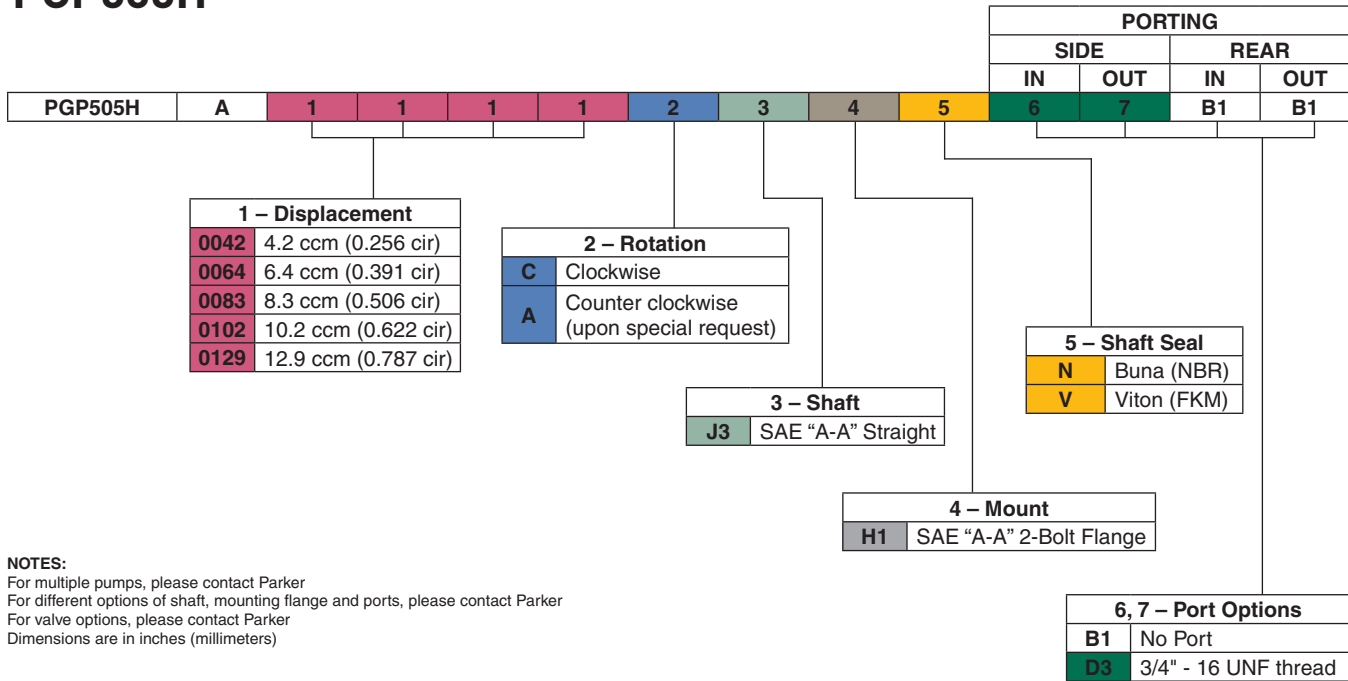 PORTING
SIDE REAR
IN OUT IN OUT
PGP505H A 1 1 1 1 2 3 4 5 6 7 B1 B1
1 – Displacement
0042 4.2 ccm (0.256 cir)
0064 6.4 ccm (0.391 cir)
0083 8.3 ccm (0.506 cir)
0102 10.2 ccm (0.622 cir)
0129 12.9 ccm (0.787 cir)
2 – Rotation
C Clockwise
A Counter clockwise
(upon special request)
3 – Shaft
J3 SAE “A-A” Straight
4 – Mount
H1 SAE “A-A” 2-Bolt Flange
5 – Shaft Seal
N Buna (NBR)
V Viton (FKM)
6, 7 – Port Options
B1 No Port
D3 3/4" - 16 UNF thread
NOTES:
For multiple pumps, please contact Parker
For different options of shaft, mounting flange and ports, please contact Parker
For valve options, please contact Parker
Dimensions are in inches (millimeters)